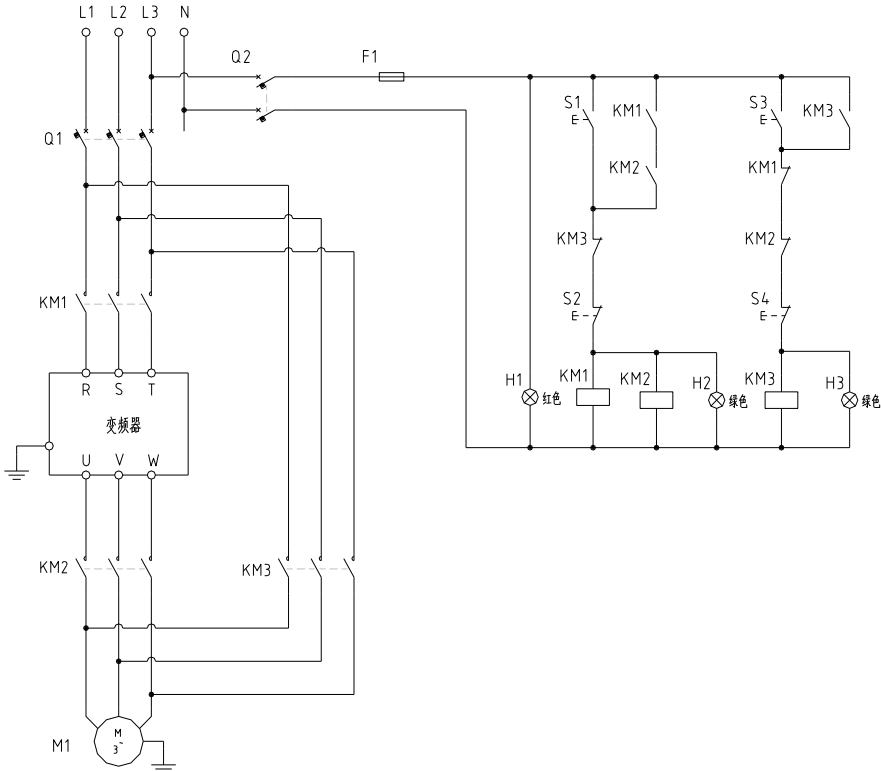 L1 L2 L3 N
Q2 F1
S1 KM1 S3 KM3
Q1
KM2 KM1
KM3 KM2
KM1 S2 S4
H1 KM1 KM2 H2 KM3 H3
R S T
红色 绿色 绿色
变频器
U V W
KM2 KM3
M1 M
3~